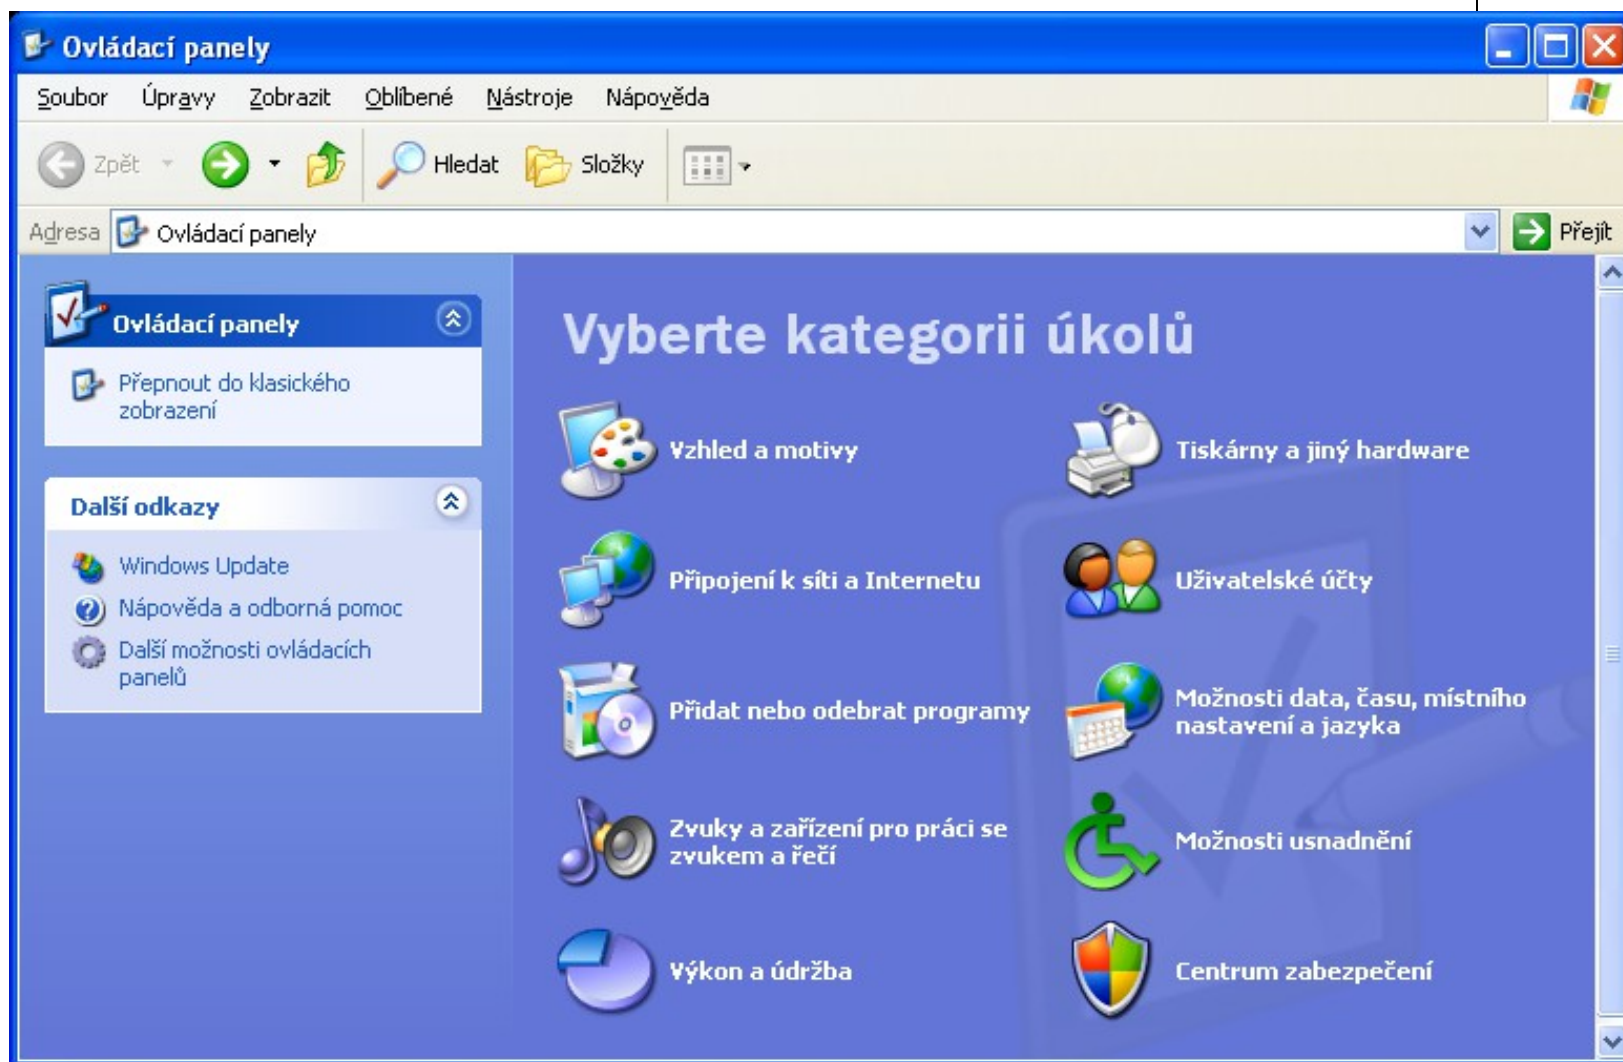 Ovládací panely
Soubor Úpravy Zobrazit Oblíbené Nástroje Nápověda
Zpět Hledat Složky
Adresa Ovládací panely Přejít
Ovládací panely
Přepnout do klasického
zobrazení
Další odkazy
Windows Update
Nápověda a odborná pomoc
Další možnosti ovládacích
panelů
Vyberte kategorii úkolů
Vzhled a motivy
Tiskárny a jiný hardware
Připojení k síti a Internetu
Uživatelské účty
Přidat nebo odebrat programy
Možnosti data, času, místního
nastavení a jazyka
Zvuky a zařízení pro práci se
zvukem a řečí
Možnosti usnadnění
Výkon a údržba
Centrum zabezpečení